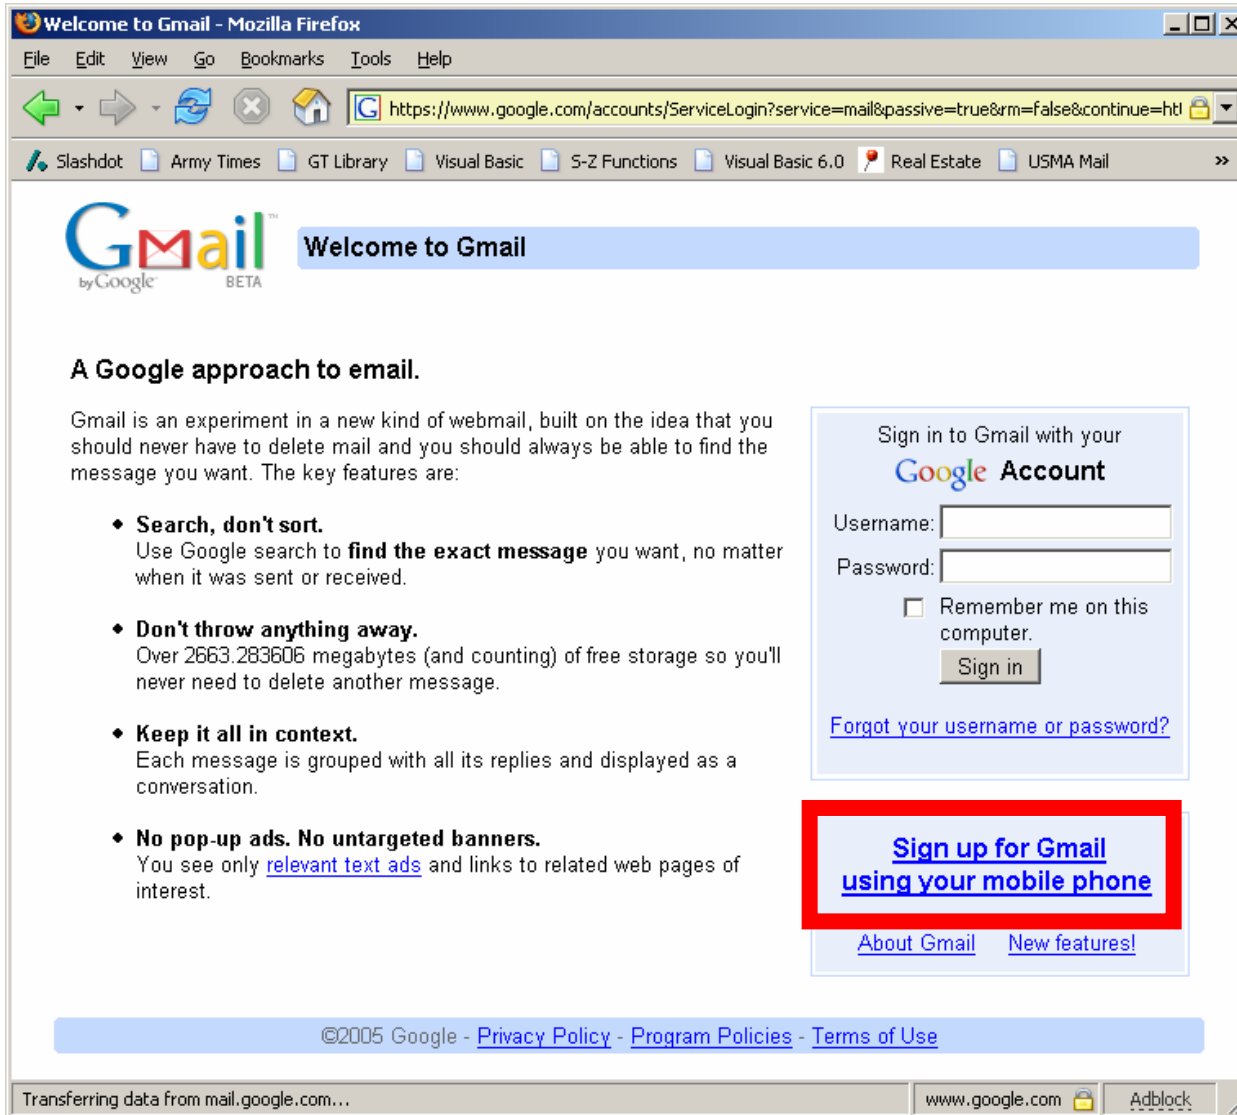 Welcome to Gmail - Mozilla Firefox
File Edit View Go Bookmarks Tools Help
https://www.google.com/accounts/ServiceLogin?service=mail&passive=true&rm=false&continue=htt
Slashdot Army Times GT Library Visual Basic S-Z Functions Visual Basic 6.0 Real Estate USMA Mail »
Gmail™
by Google BETA
Welcome to Gmail
A Google approach to email.
Gmail is an experiment in a new kind of webmail, built on the idea that you
should never have to delete mail and you should always be able to find the
message you want. The key features are:
• Search, don't sort.
Use Google search to find the exact message you want, no matter
when it was sent or received.
• Don't throw anything away.
Over 2663.283606 megabytes (and counting) of free storage so you'll
never need to delete another message.
• Keep it all in context.
Each message is grouped with all its replies and displayed as a
conversation.
• No pop-up ads. No untargeted banners.
You see only relevant text ads and links to related web pages of
interest.
Sign in to Gmail with your
Google Account
Username:
Password:
Remember me on this
computer.
Sign in
Forgot your username or password?
Sign up for Gmail
using your mobile phone
About Gmail New features!
©2005 Google - Privacy Policy - Program Policies - Terms of Use
Transferring data from mail.google.com... www.google.com Adblock